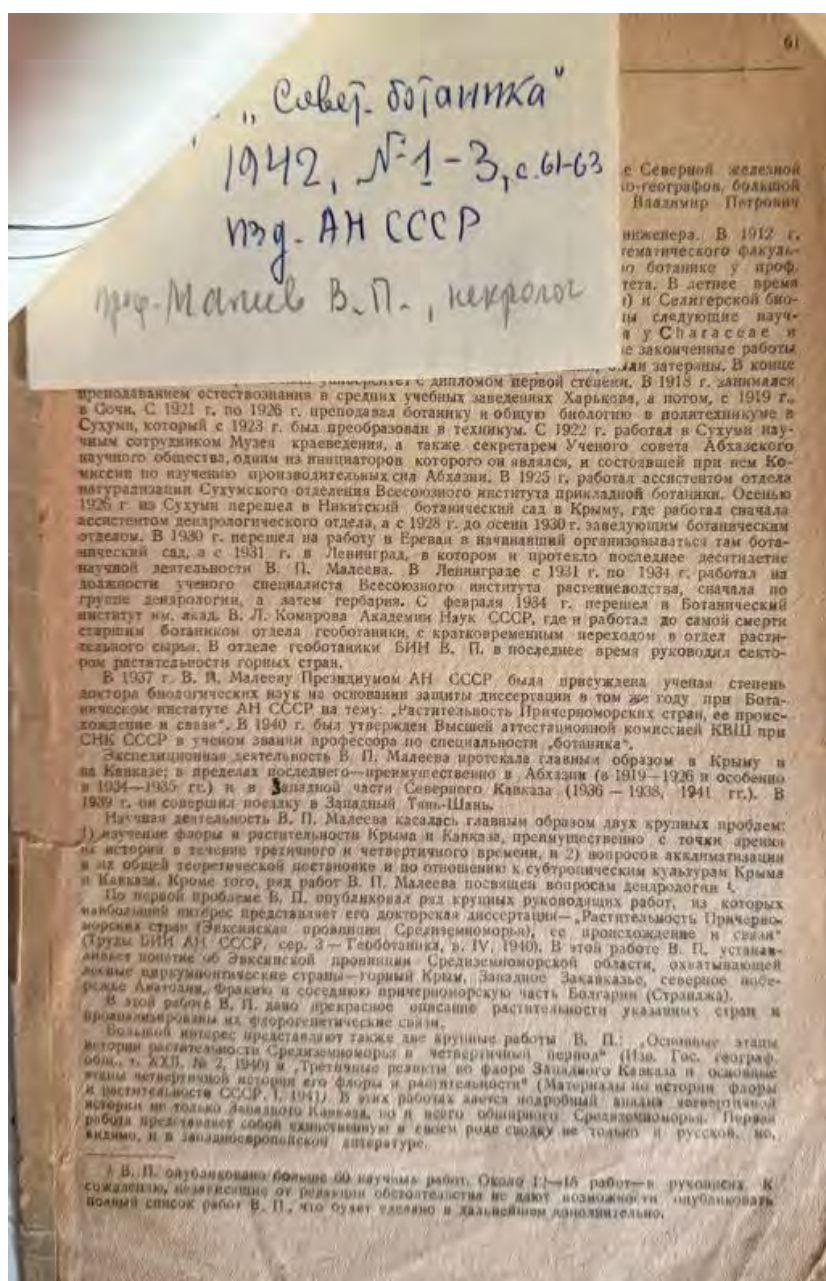 61
„Совет. ботаника"
1942, №1-3, с.61-63
изд. АН СССР
проф. Малеев В.П., некролог
е Северной железной
о-географов, большой
Владимир Петрович
инженера. В 1912 г.
тематического факуль-
о ботанике у проф.
тета. В летнее время
) и Селигерской био-
ы следующие науч-
а у Characeae и
е законченные работы
были затеряны. В конце
университет с дипломом первой степени. В 1918 г. занимался
преподаванием естествознания в средних учебных заведениях Харькова, а потом, с 1919 г.,
в Сочи. С 1921 г. по 1926 г. преподавал ботанику и общую биологию в политехникуме в
Сухуми, который с 1923 г. был преобразован в техникум. С 1922 г. работал в Сухуми нау-
чным сотрудником Музея краеведения, а также секретарем Ученого совета Абхазского
научного общества, одним из инициаторов которого он являлся, и состоявшей при нем Ко-
миссии по изучению производительных сил Абхазии. В 1925 г. работал ассистентом отдела
натурализации Сухумского отделения Всесоюзного института прикладной ботаники. Осенью
1926 г. из Сухуми перешел в Никитский ботанический сад в Крыму, где работал сначала
ассистентом дендрологического отдела, а с 1928 г. до осени 1930 г. заведующим ботаническим
отделом. В 1930 г. перешел на работу в Ереван в начинавший организовываться там бота-
нический сад, а с 1931 г. в Ленинград, в котором и протекло последнее десятилетие
научной деятельности В. П. Малеева. В Ленинграде с 1931 г. по 1934 г. работал на
должности ученого специалиста Всесоюзного института растениеводства, сначала по
группе дендрологии, а затем гербария. С февраля 1934 г. перешел в Ботанический
институт им. акад. В. Л. Комарова Академии Наук СССР, где и работал до самой смерти
старшим ботаником отдела геоботаники, с кратковременным переходом в отдел расти-
тельного сырья. В отделе геоботаники БИН В. П. в последнее время руководил секто-
ром растительности горных стран.
В 1937 г. В. П. Малееву Президиумом АН СССР была присуждена ученая степень
доктора биологических наук на основании защиты диссертации в том же году при Бота-
ническом институте АН СССР на тему: „Растительность Причерноморских стран, ее проис-
хождение и связи". В 1940 г. был утвержден Высшей аттестационной комиссией КВШ при
СНК СССР в ученом звании профессора по специальности „ботаника".
Экспедиционная деятельность В. П. Малеева протекала главным образом в Крыму и
на Кавказе; в пределах последнего—преимущественно в Абхазии (в 1919—1926 и особенно
в 1934—1935 гг.) и в Западной части Северного Кавказа (1936 — 1938, 1941 гг.). В
1939 г. он совершил поездку в Западный Тянь-Шань.
Научная деятельность В. П. Малеева касалась главным образом двух крупных проблем:
1) изучение флоры и растительности Крыма и Кавказа, преимущественно с точки зрения
их истории в течение третичного и четвертичного времени, и 2) вопросов акклиматизации
в их общей теоретической постановке и по отношению к субтропическим культурам Крыма
и Кавказа. Кроме того, ряд работ В. П. Малеева посвящен вопросам дендрологии ¹.
По первой проблеме В. П. опубликовал ряд крупных руководящих работ, из которых
наибольший интерес представляет его докторская диссертация—„Растительность Причерно-
морских стран (Эвксинская провинция Средиземноморья), ее происхождение и связи"
(Труды БИН АН СССР, сер. 3 — Геоботаника, в. IV, 1940). В этой работе В. П. устанав-
ливает понятие об Эвксинской провинции Средиземноморской области, охватывающей
лесные циркумпонтические страны—горный Крым, Западное Закавказье, северное побе-
режье Анатолии, Фракию и соседнюю причерноморскую часть Болгарии (Странджа).
В этой работе В. П. дано прекрасное описание растительности указанных стран и
проанализированы их флорогенетические связи.
Большой интерес представляют также две крупные работы В. П.: „Основные этапы
истории растительности Средиземноморья в четвертичный период" (Изв. Гос. географ.
общ., т. XXII, № 2, 1940) и „Третичные реликты во флоре Западного Кавказа и основные
этапы четвертичной истории его флоры и растительности" (Материалы по истории флоры
и растительности СССР, I, 1941). В этих работах дается подробный анализ четвертичной
истории не только Западного Кавказа, но и всего обширного Средиземноморья. Первая
работа представляет собой единственную в своем роде сводку не только в русской, но,
видимо, и в западноевропейской литературе.
¹ В. П. опубликовано больше 60 научных работ. Около 12—15 работ—в рукописях. К
сожалению, независящие от редакции обстоятельства не дают возможности опубликовать
полный список работ В. П., что будет сделано в дальнейшем дополнительно.